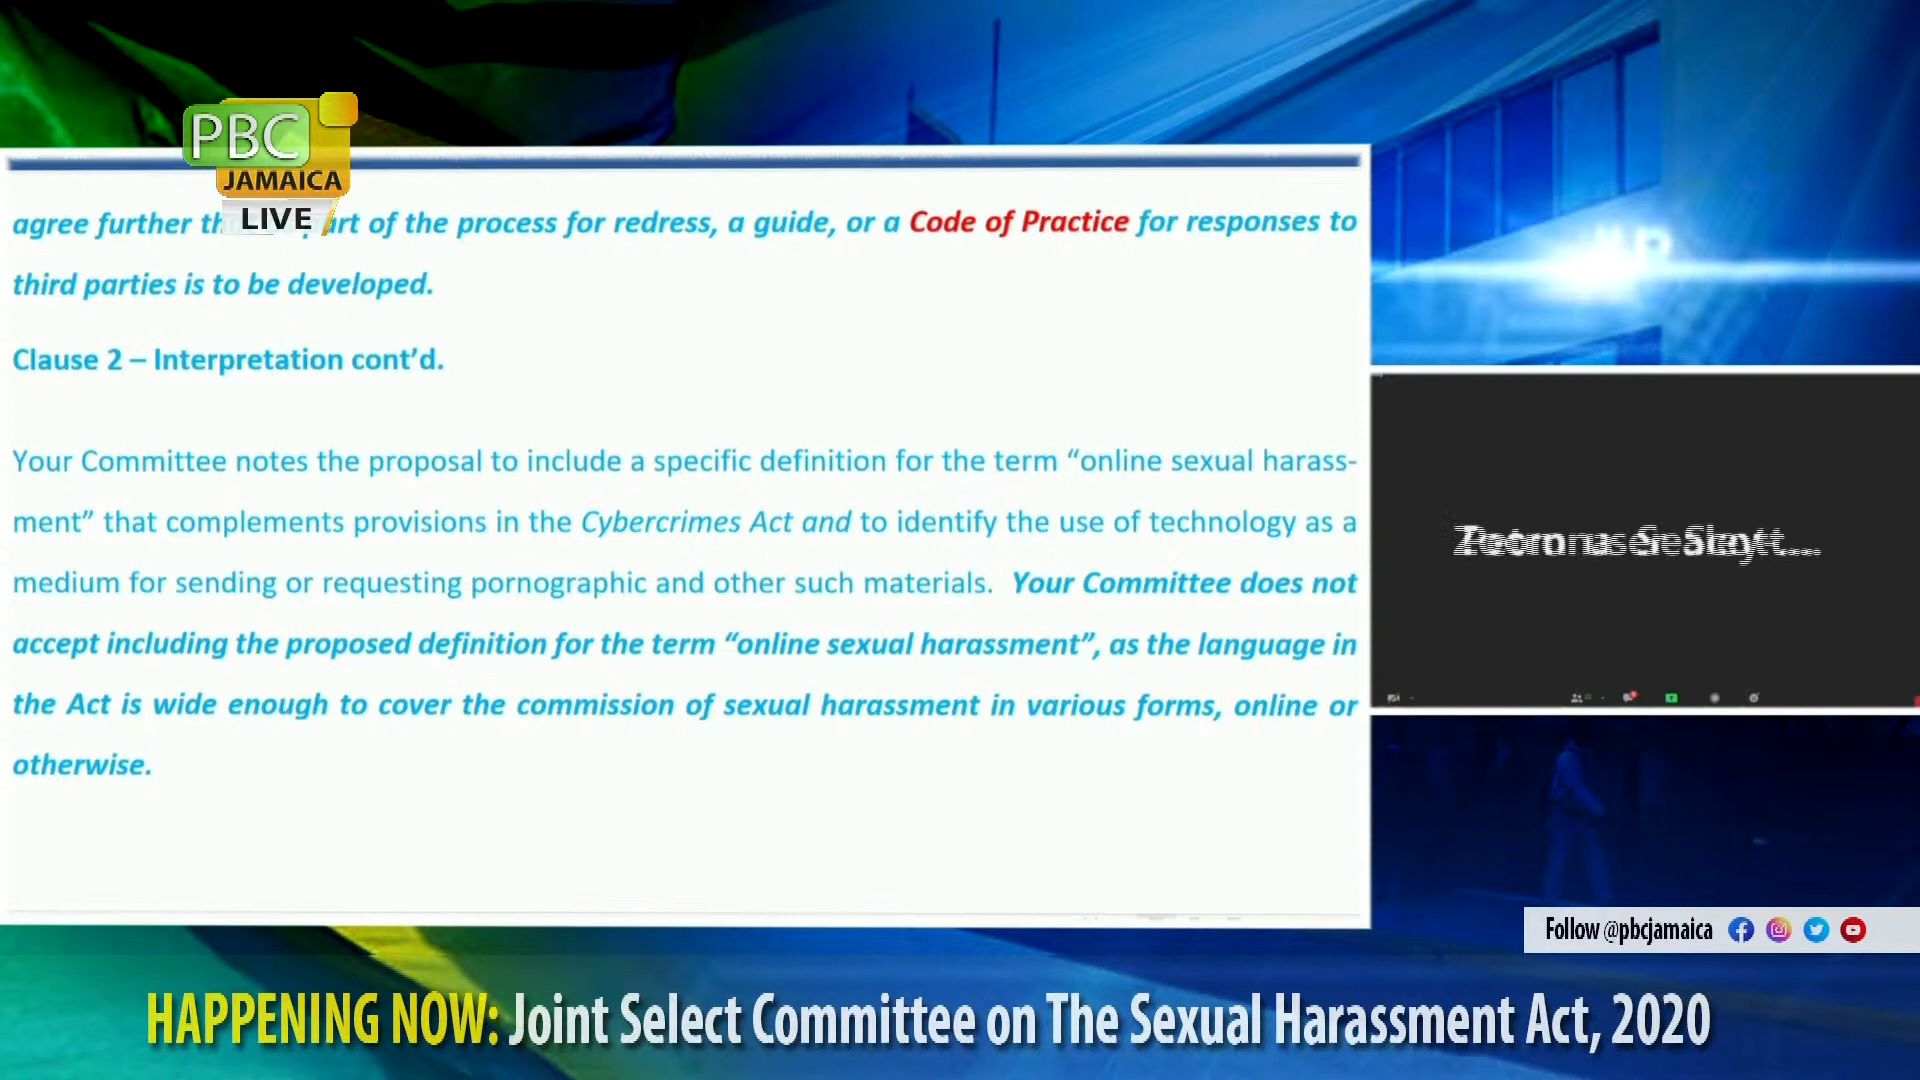 PBC
JAMAICA
LIVE
agree further th part of the process for redress, a guide, or a Code of Practice for responses to
third parties is to be developed.
Clause 2 – Interpretation cont’d.
Your Committee notes the proposal to include a specific definition for the term “online sexual harass-
ment” that complements provisions in the Cybercrimes Act and to identify the use of technology as a
medium for sending or requesting pornographic and other such materials. Your Committee does not
accept including the proposed definition for the term “online sexual harassment”, as the language in
the Act is wide enough to cover the commission of sexual harassment in various forms, online or
otherwise.
Follow @pbcjamaica
HAPPENING NOW: Joint Select Committee on The Sexual Harassment Act, 2020